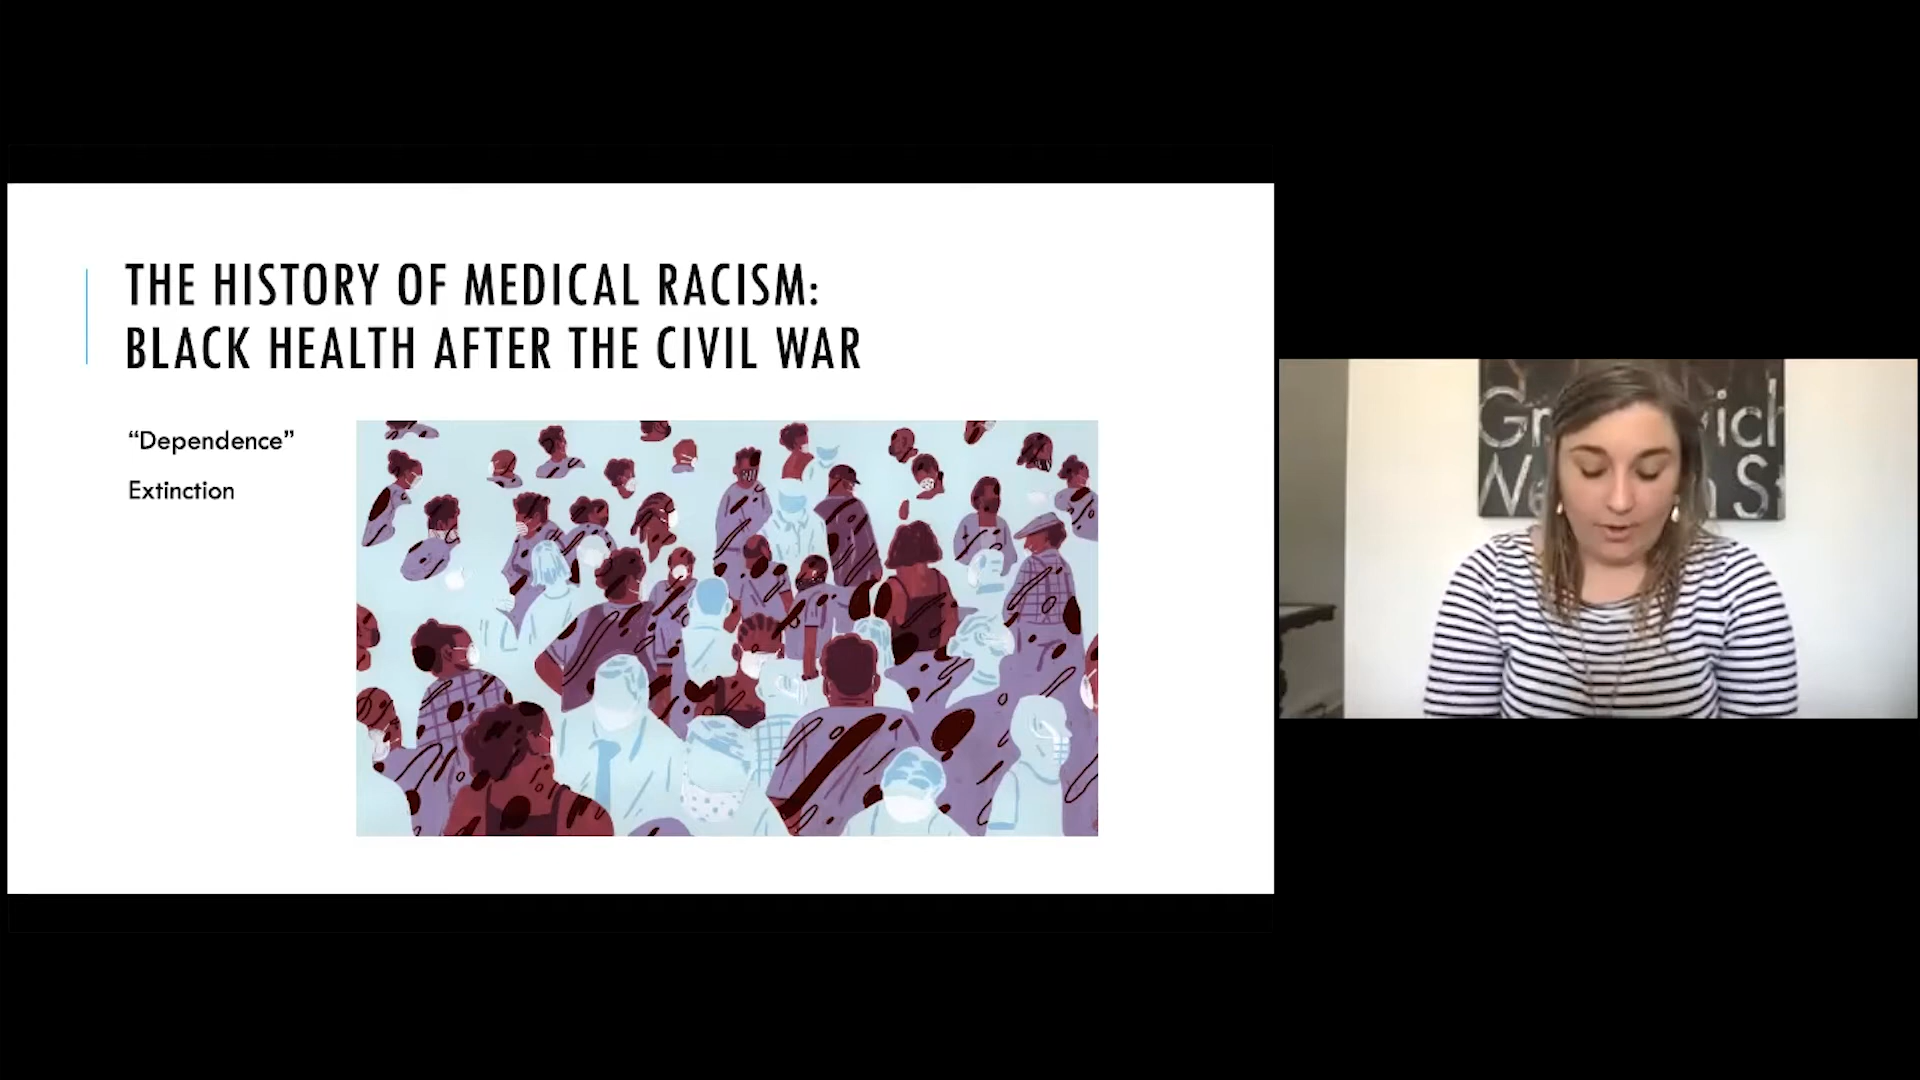 THE HISTORY OF MEDICAL RACISM:
BLACK HEALTH AFTER THE CIVIL WAR
“Dependence”
Extinction